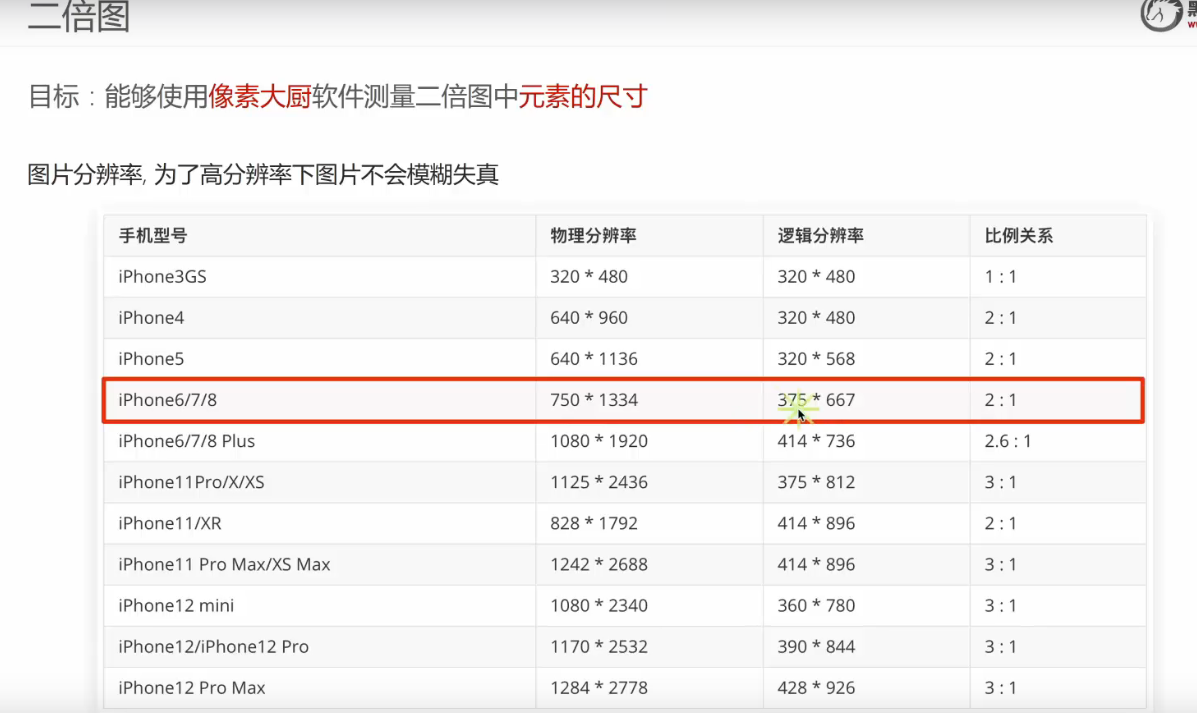 二倍图
目标：能够使用像素大厨软件测量二倍图中元素的尺寸
图片分辨率, 为了高分辨率下图片不会模糊失真
手机型号 物理分辨率 逻辑分辨率 比例关系
iPhone3GS 320 * 480 320 * 480 1 : 1
iPhone4 640 * 960 320 * 480 2 : 1
iPhone5 640 * 1136 320 * 568 2 : 1
iPhone6/7/8 750 * 1334 375 * 667 2 : 1
iPhone6/7/8 Plus 1080 * 1920 414 * 736 2.6 : 1
iPhone11Pro/X/XS 1125 * 2436 375 * 812 3 : 1
iPhone11/XR 828 * 1792 414 * 896 2 : 1
iPhone11 Pro Max/XS Max 1242 * 2688 414 * 896 3 : 1
iPhone12 mini 1080 * 2340 360 * 780 3 : 1
iPhone12/iPhone12 Pro 1170 * 2532 390 * 844 3 : 1
iPhone12 Pro Max 1284 * 2778 428 * 926 3 : 1